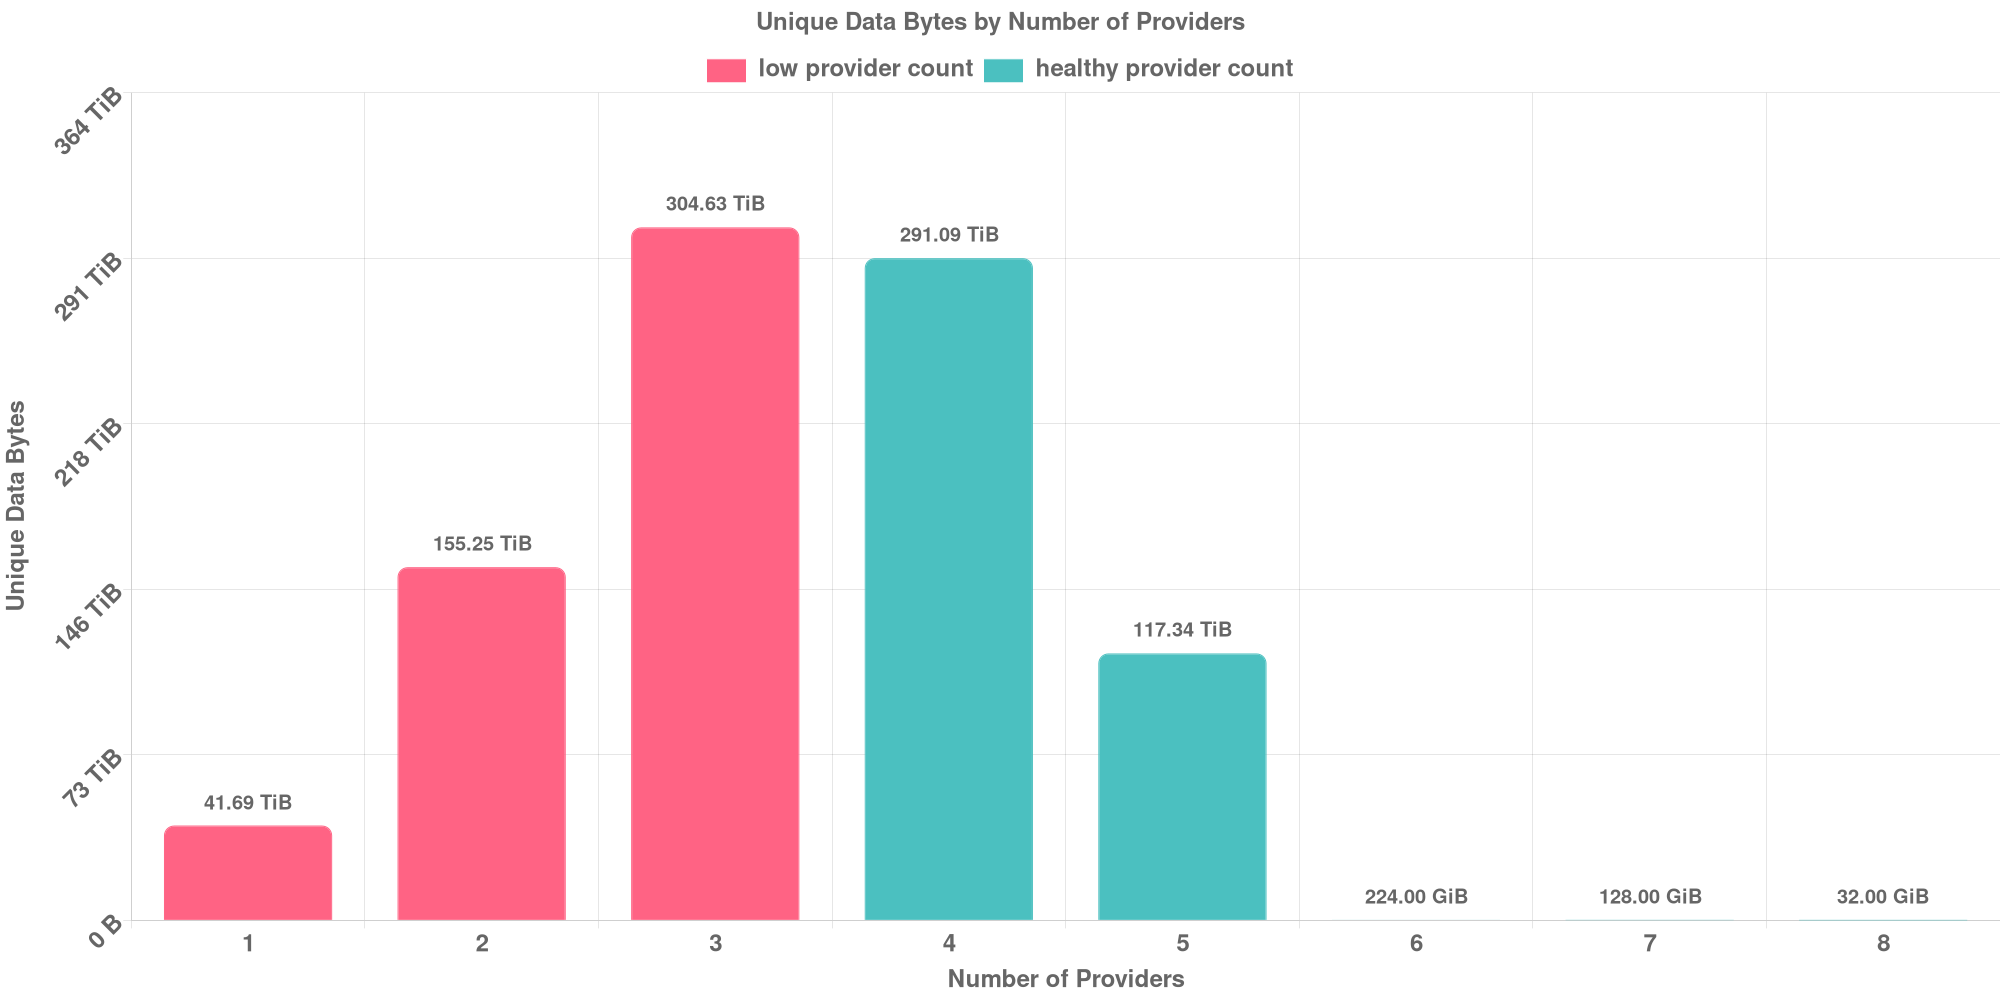 Unique Data Bytes by Number of Providers
low provider count healthy provider count
364 TiB
291 TiB
218 TiB
146 TiB
73 TiB
0 B
Unique Data Bytes
41.69 TiB
155.25 TiB
304.63 TiB
291.09 TiB
117.34 TiB
224.00 GiB
128.00 GiB
32.00 GiB
1 2 3 4 5 6 7 8
Number of Providers